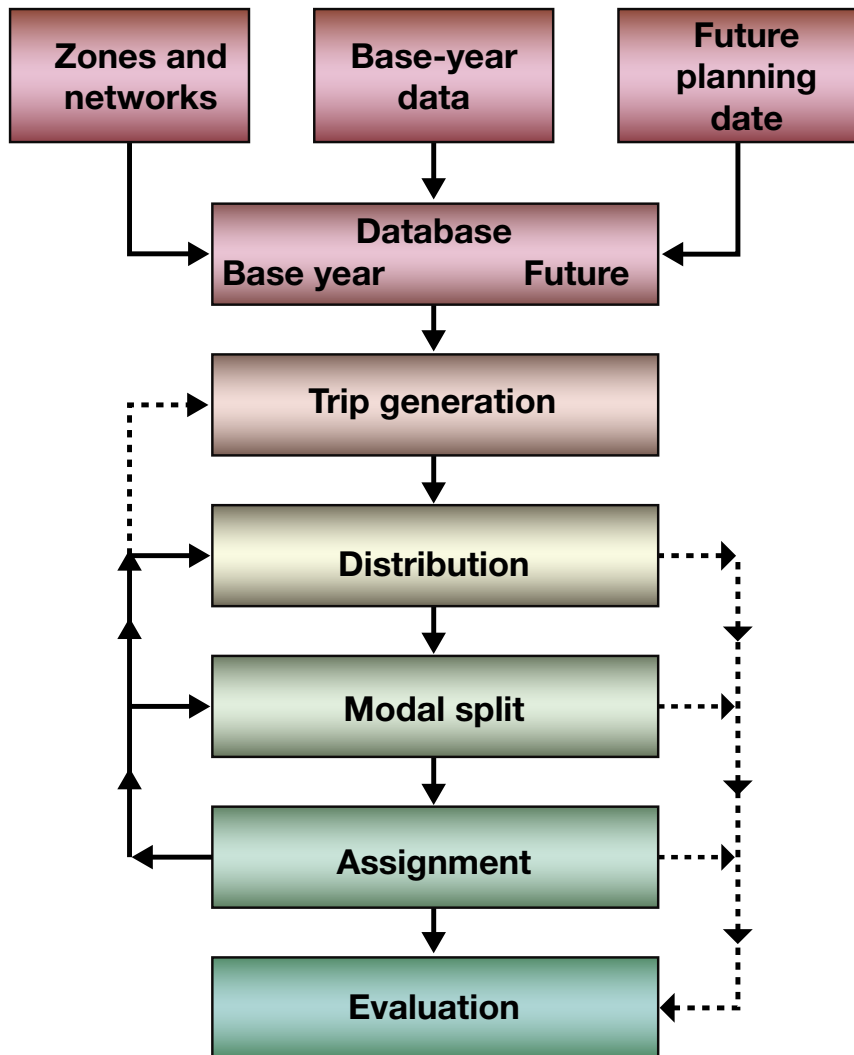 Zones and
networks
Base-year
data
Future
planning
date
Database
Base year Future
Trip generation
Distribution
Modal split
Assignment
Evaluation